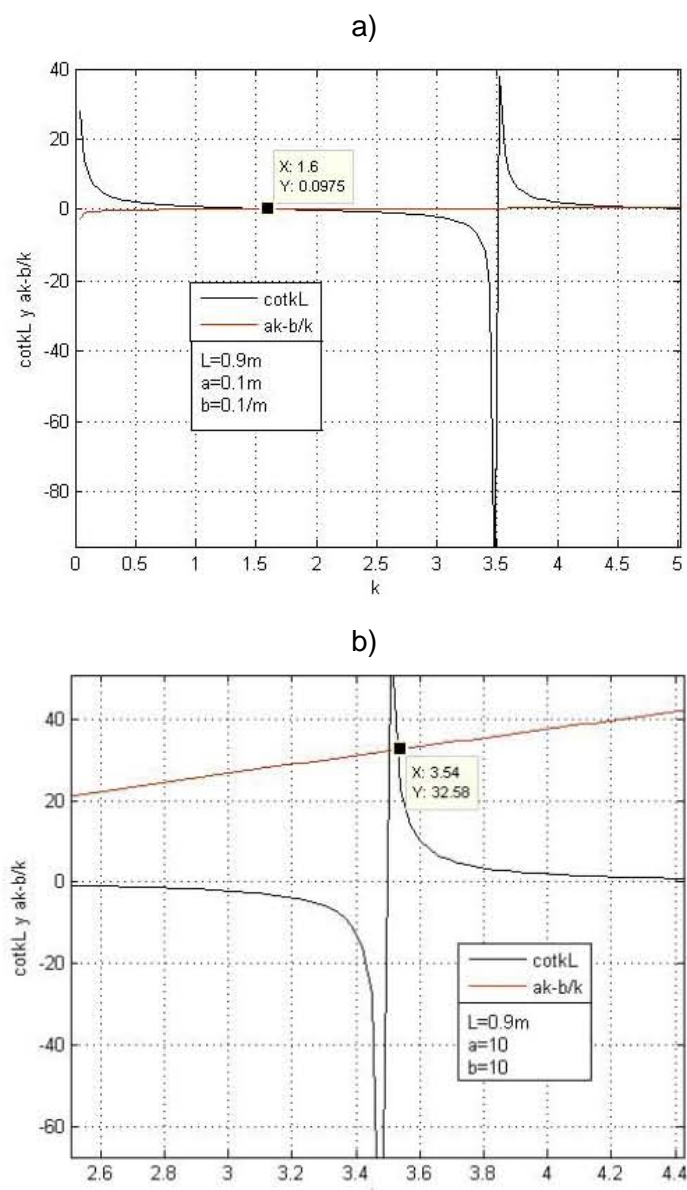 a)
40
20
0
-20
-40
-60
-80
cotkL y ak-b/k
X: 1.6
Y: 0.0975
cotkL
ak-b/k
L=0.9m
a=0.1m
b=0.1/m
0 0.5 1 1.5 2 2.5 3 3.5 4 4.5 5
k
b)
40
20
0
-20
-40
-60
cotkL y ak-b/k
X: 3.54
Y: 32.58
cotkL
ak-b/k
L=0.9m
a=10
b=10
2.6 2.8 3 3.2 3.4 3.6 3.8 4 4.2 4.4